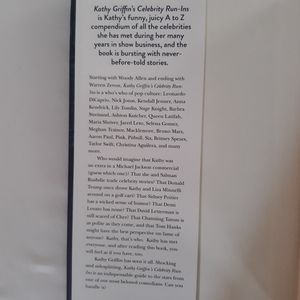 Kathy Griffin's Celebrity Run-Ins
is Kathy's funny, juicy A to Z
compendium of all the celebrities
she has met during her many
years in show business, and the
book is bursting with never-
before-told stories.
Starting with Woody Allen and ending with
Warren Zevon, Kathy Griffin's Celebrity Run-
Ins is a who's who of pop culture: Leonardo
DiCaprio, Nick Jonas, Kendall Jenner, Anna
Kendrick, Lily Tomlin, Suge Knight, Barbra
Streisand, Ashton Kutcher, Queen Latifah,
Maria Shriver, Jared Leto, Selena Gomez,
Meghan Trainor, Macklemore, Bruno Mars,
Aaron Paul, Pink, Pitbull, Sia, Britney Spears,
Taylor Swift, Christina Aguilera, and many
more.
Who would imagine that Kathy was
an extra in a Michael Jackson commercial
(guess which one)? That she and Salman
Rushdie trade celebrity stories? That Donald
Trump once drove Kathy and Liza Minnelli
around on a golf cart? That Sidney Poitier
has a wicked sense of humor? That Demi
Lovato has none? That David Letterman is
still scared of Cher? That Channing Tatum is
as polite as they come, and that Tom Hanks
might have the best perspective on fame of
anyone? Kathy, that's who. Kathy has met
everyone, and after reading this book, you
will feel as if you have, too.
Kathy Griffin has seen it all. Shocking
and sidesplitting, Kathy Griffin's Celebrity Run-
Ins is an indispensable guide to the stars from
one of our most beloved comedians. Can you
handle it?